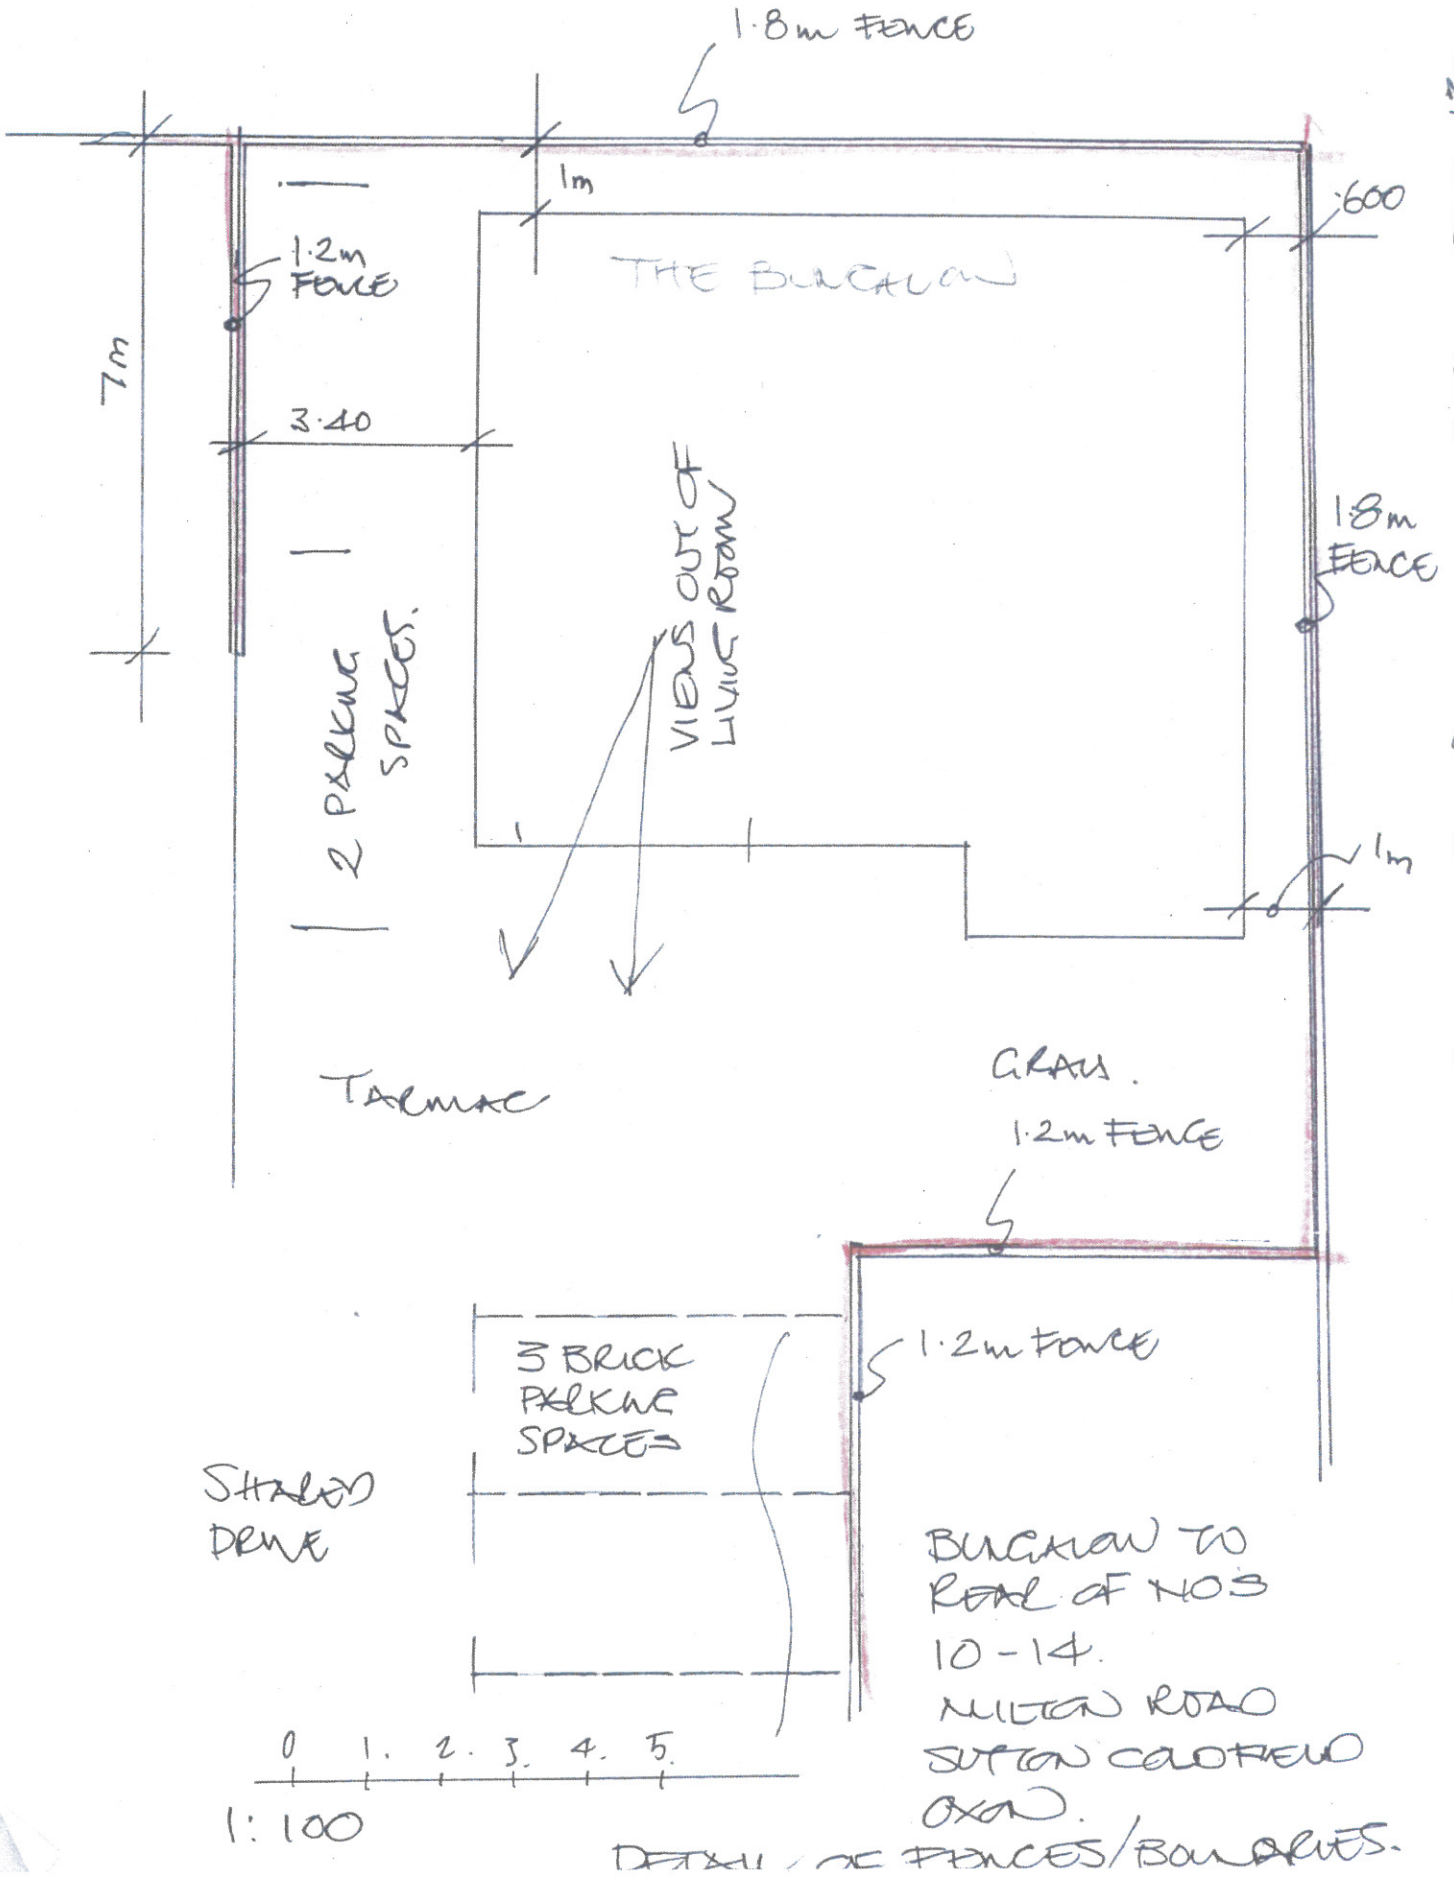 1.8m FENCE
1m
.600
THE BUNGALOW
1.2m
FENCE
7m
3.40
VIEWS OUT OF
LIVING ROOM
1.8m
FENCE
2 PARKING
SPACES.
1m
GRASS.
TARMAC
1.2m FENCE
1.2m FENCE
3 BRICK
PARKING
SPACES
SHARED
DRIVE
BUNGALOW TO
REAR OF NOS
10-14.
MILTON ROAD
SUTTON COLDFIELD
OXON.
0 1. 2. 3. 4. 5.
1:100
DETAIL OF FENCES/BOUNDARIES.